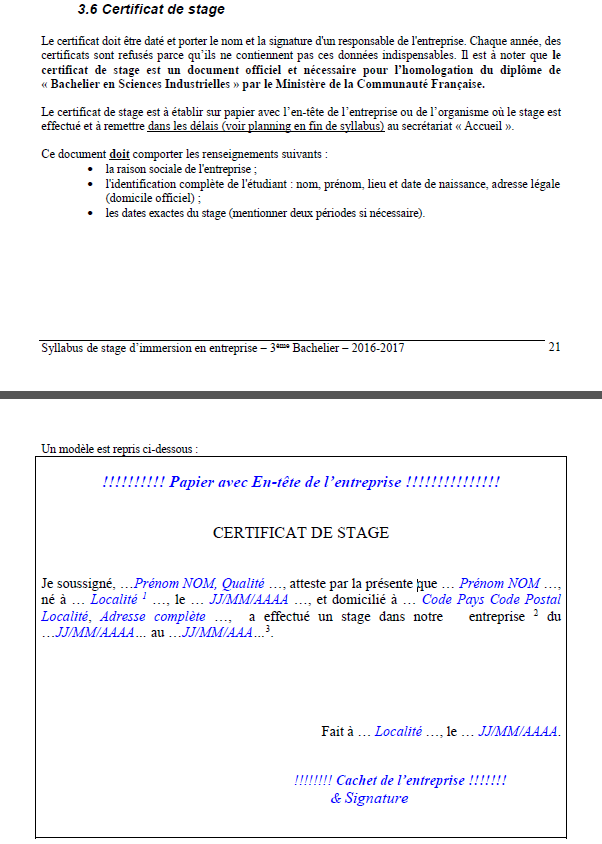 3.6 Certificat de stage
Le certificat doit être daté et porter le nom et la signature d'un responsable de l'entreprise. Chaque année, des
certificats sont refusés parce qu’ils ne contiennent pas ces données indispensables. Il est à noter que le
certificat de stage est un document officiel et nécessaire pour l’homologation du diplôme de
« Bachelier en Sciences Industrielles » par le Ministère de la Communauté Française.
Le certificat de stage est à établir sur papier avec l’en-tête de l’entreprise ou de l’organisme où le stage est
effectué et à remettre dans les délais (voir planning en fin de syllabus) au secrétariat « Accueil ».
Ce document doit comporter les renseignements suivants :
• la raison sociale de l'entreprise ;
• l'identification complète de l'étudiant : nom, prénom, lieu et date de naissance, adresse légale
(domicile officiel) ;
• les dates exactes du stage (mentionner deux périodes si nécessaire).
Syllabus de stage d’immersion en entreprise – 3ème Bachelier – 2016-2017 21
Un modèle est repris ci-dessous :
!!!!!!!!!! Papier avec En-tête de l’entreprise !!!!!!!!!!!!!!!
CERTIFICAT DE STAGE
Je soussigné, …Prénom NOM, Qualité …, atteste par la présente que … Prénom NOM …,
né à … Localité 1 …, le … JJ/MM/AAAA …, et domicilié à … Code Pays Code Postal
Localité, Adresse complète …, a effectué un stage dans notre entreprise 2 du
…JJ/MM/AAAA… au …JJ/MM/AAA…3.
Fait à … Localité …, le … JJ/MM/AAAA.
!!!!!!!! Cachet de l’entreprise !!!!!!!
& Signature